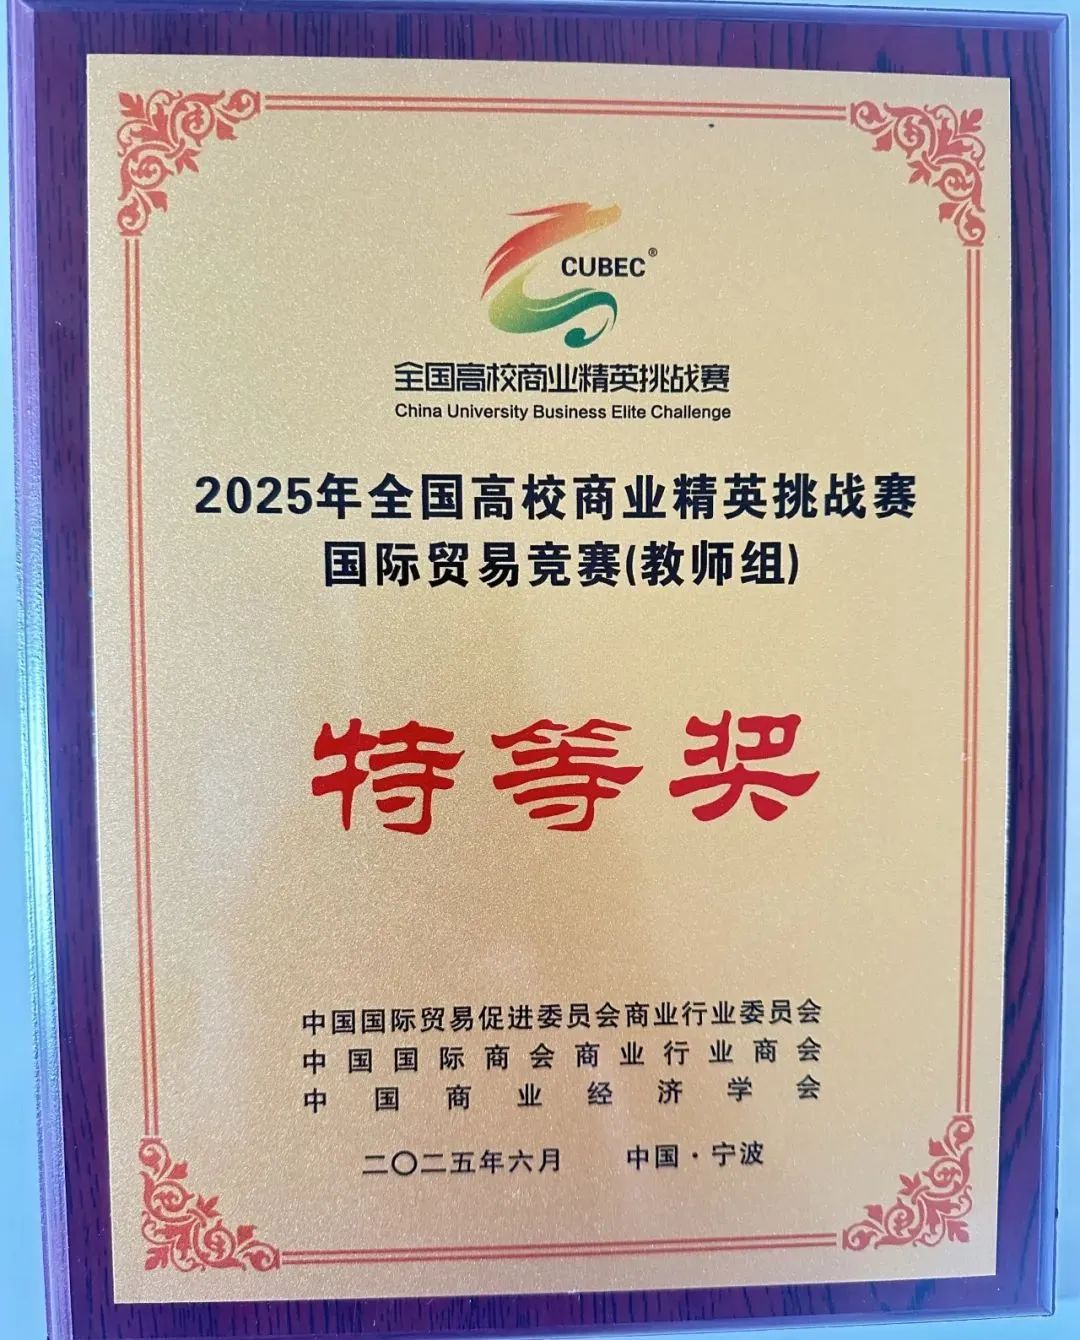 CUBEC®
全国高校商业精英挑战赛
China University Business Elite Challenge
2025年全国高校商业精英挑战赛
国际贸易竞赛(教师组)
特等奖
中国国际贸易促进委员会商业行业委员会
中国国际商会商业行业商会
中国商业经济学会
二〇二五年六月 中国·宁波